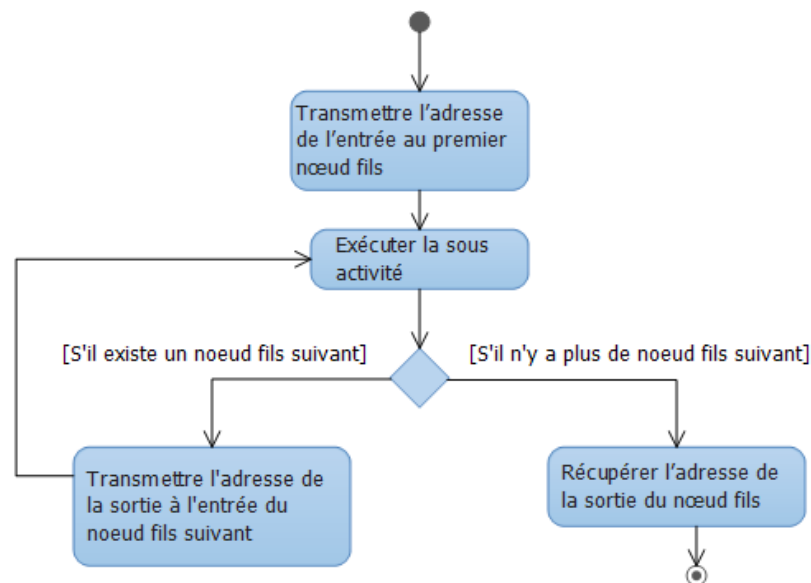 Transmettre l’adresse
de l’entrée au premier
nœud fils
Exécuter la sous
activité
[S'il existe un noeud fils suivant]
[S'il n'y a plus de noeud fils suivant]
Transmettre l'adresse de
la sortie à l'entrée du
noeud fils suivant
Récupérer l’adresse de
la sortie du nœud fils